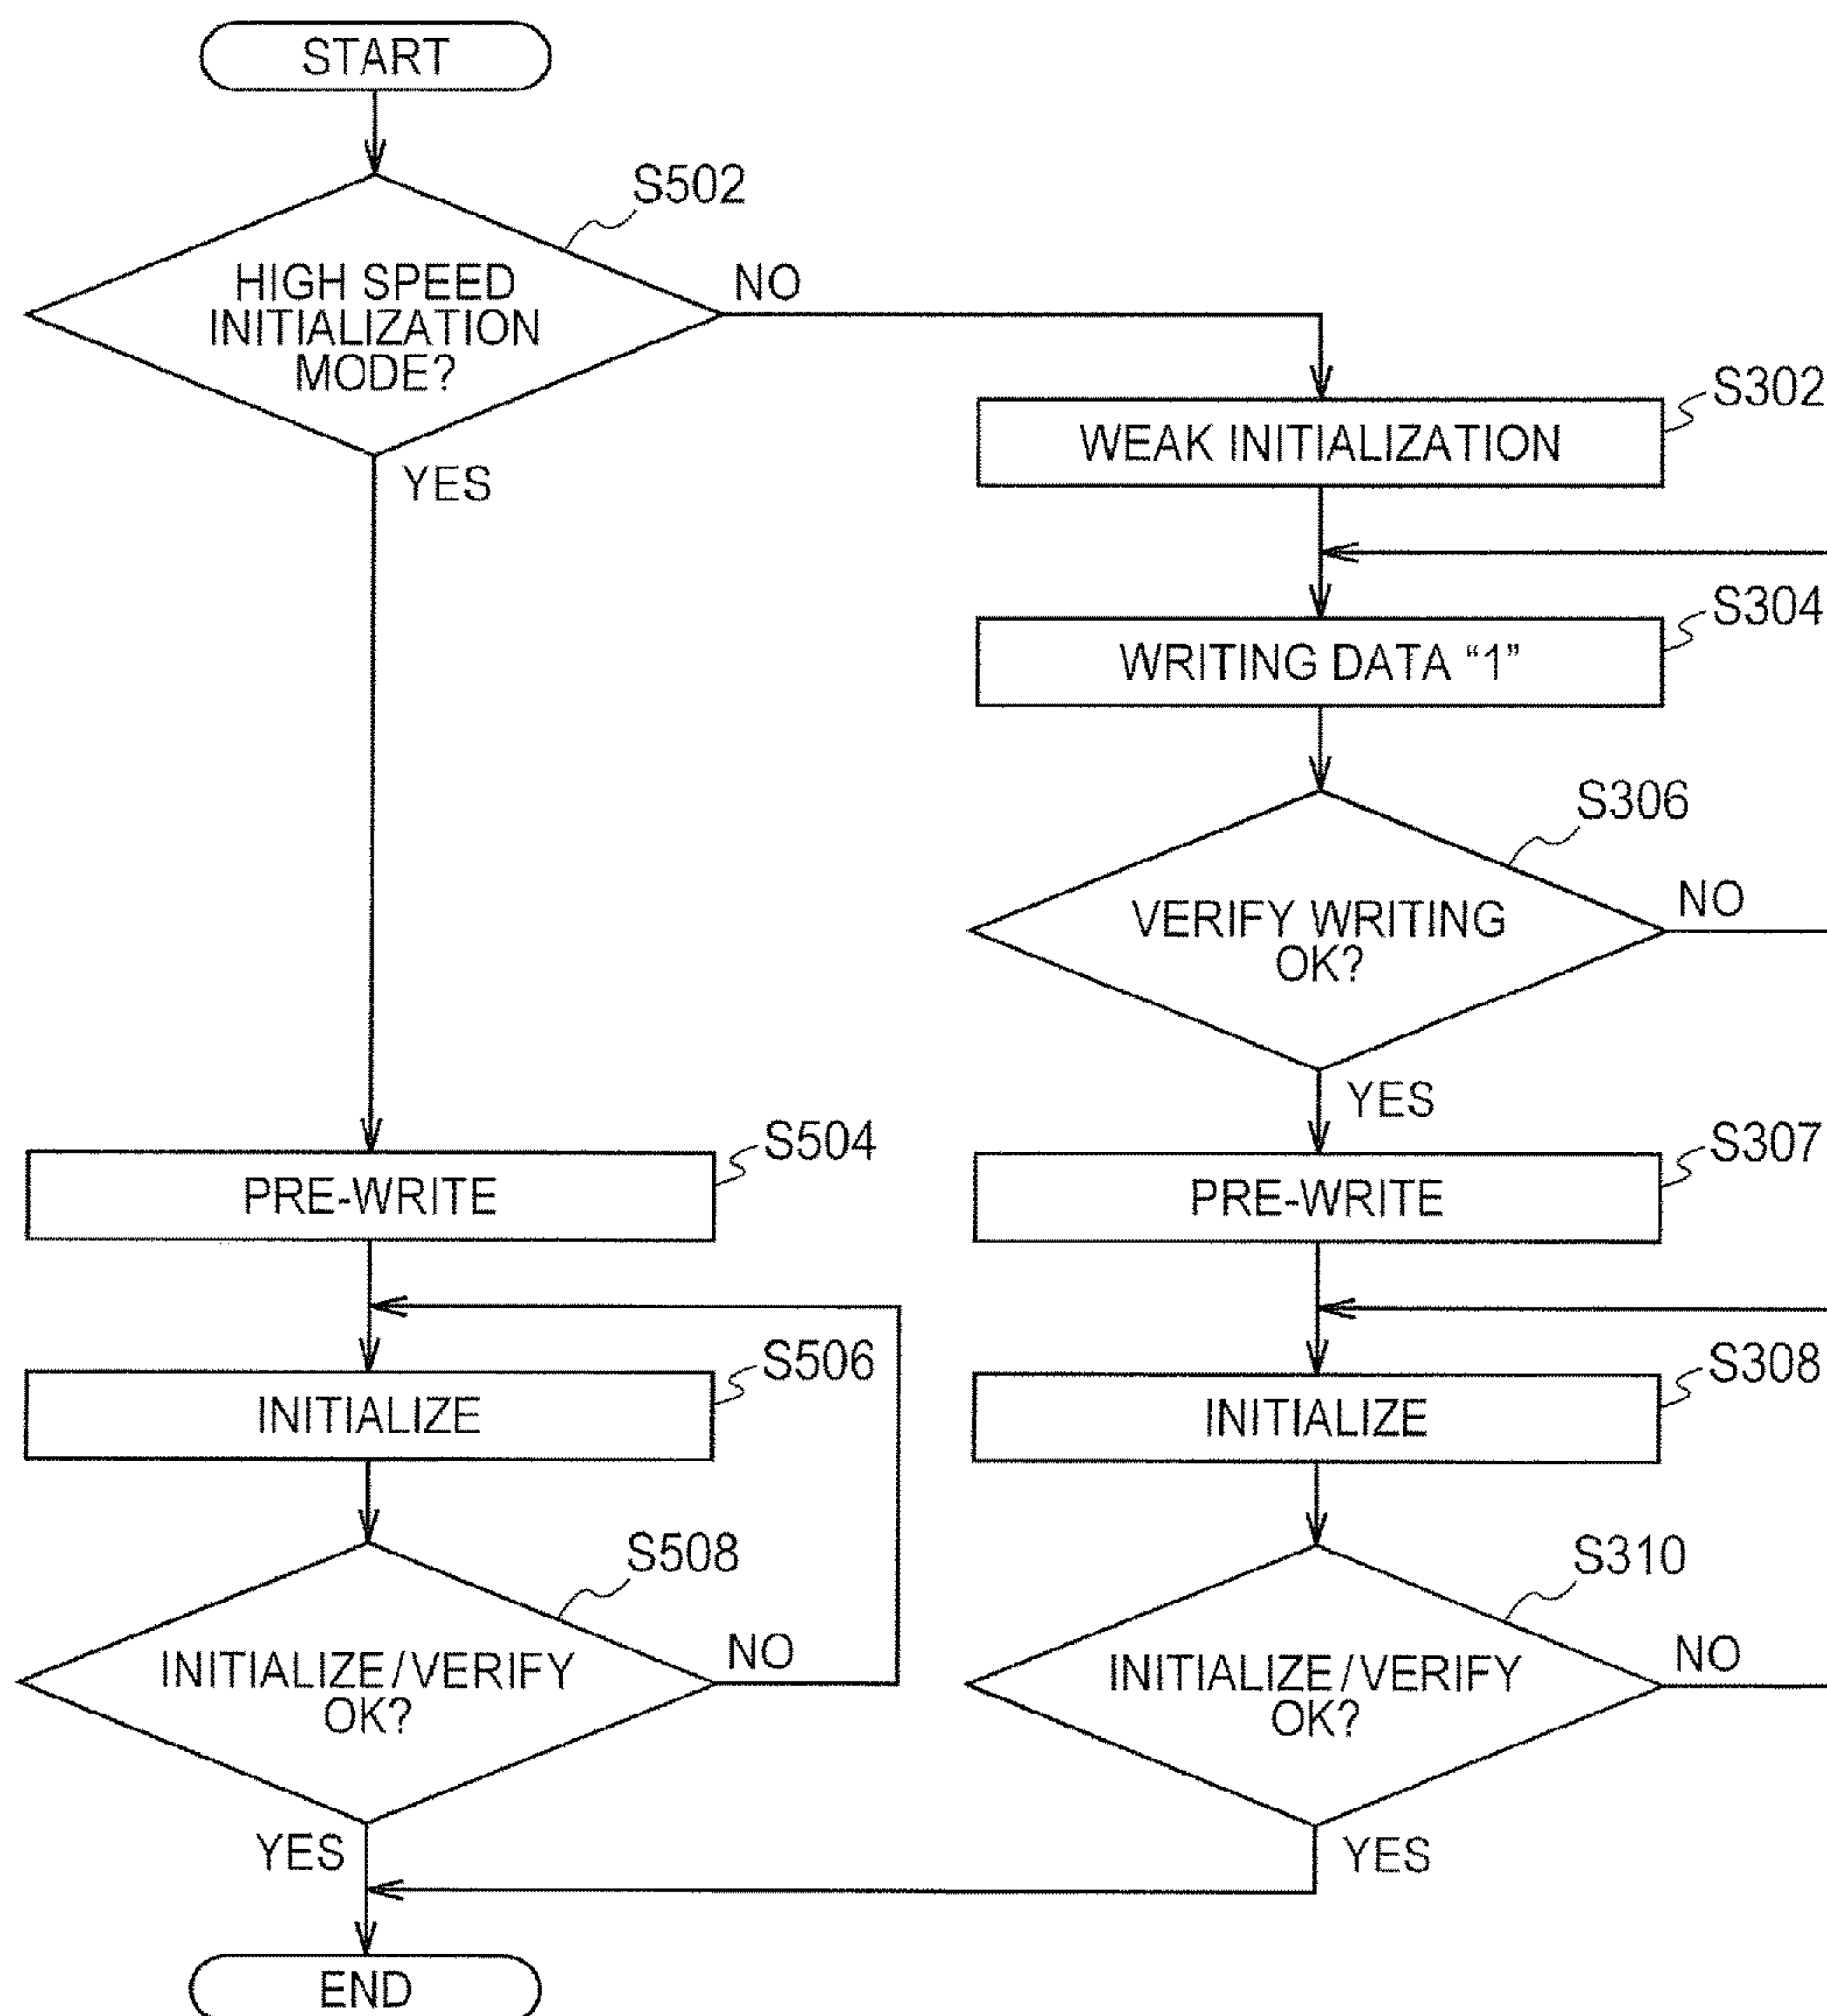 START
S502
HIGH SPEED
INITIALIZATION
MODE?
NO
YES
S302
WEAK INITIALIZATION
S304
WRITING DATA “1”
S306
VERIFY WRITING
OK?
NO
YES
S504
PRE-WRITE
S307
PRE-WRITE
S506
INITIALIZE
S308
INITIALIZE
S508
INITIALIZE/VERIFY
OK?
NO
YES
S310
INITIALIZE/VERIFY
OK?
NO
YES
END